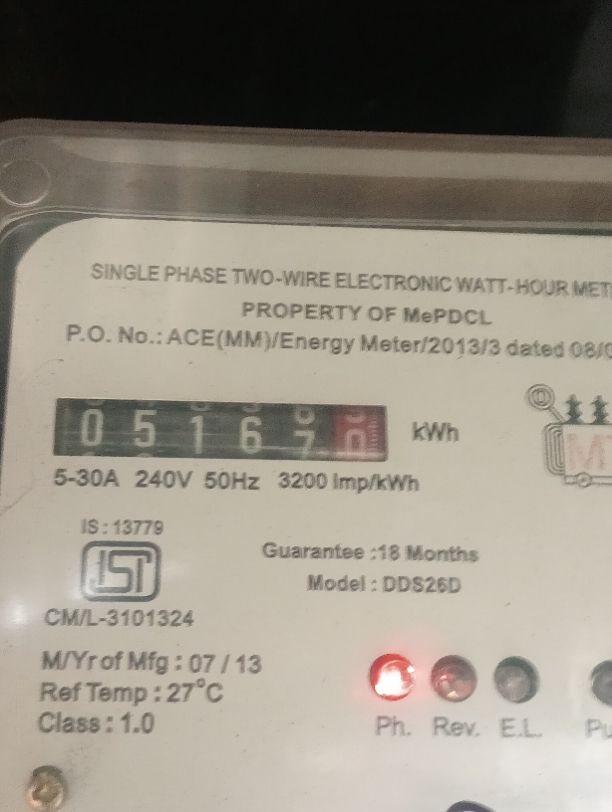 SINGLE PHASE TWO-WIRE ELECTRONIC WATT-HOUR MET
PROPERTY OF MePDCL
P.O. No.: ACE(MM)/Energy Meter/2013/3 dated 08/0
0 5 1 6 7 0 kWh
5-30A 240V 50Hz 3200 Imp/kWh
IS : 13779
ISI
CM/L-3101324
Guarantee :18 Months
Model : DDS26D
M/Yr of Mfg : 07 / 13
Ref Temp : 27°C
Class : 1.0
Ph. Rev. E.L. Pu
M